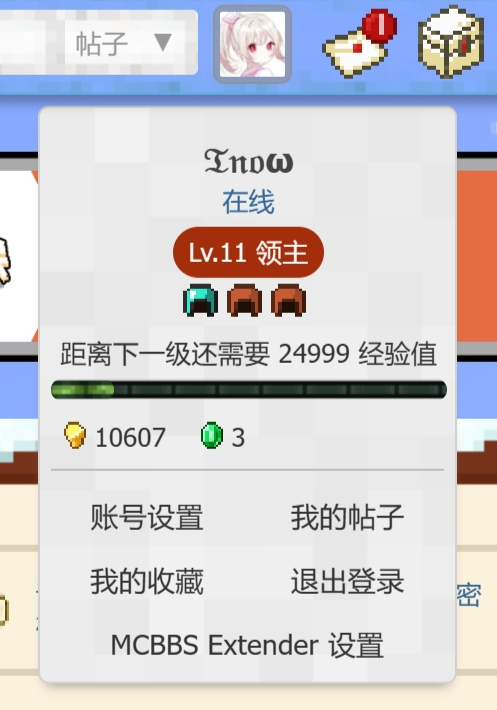 帖子 ▼
𝕿𝖓𝖔ω
在线
Lv.11 领主
距离下一级还需要 24999 经验值
10607 3
账号设置 我的帖子
我的收藏 退出登录
密
MCBBS Extender 设置